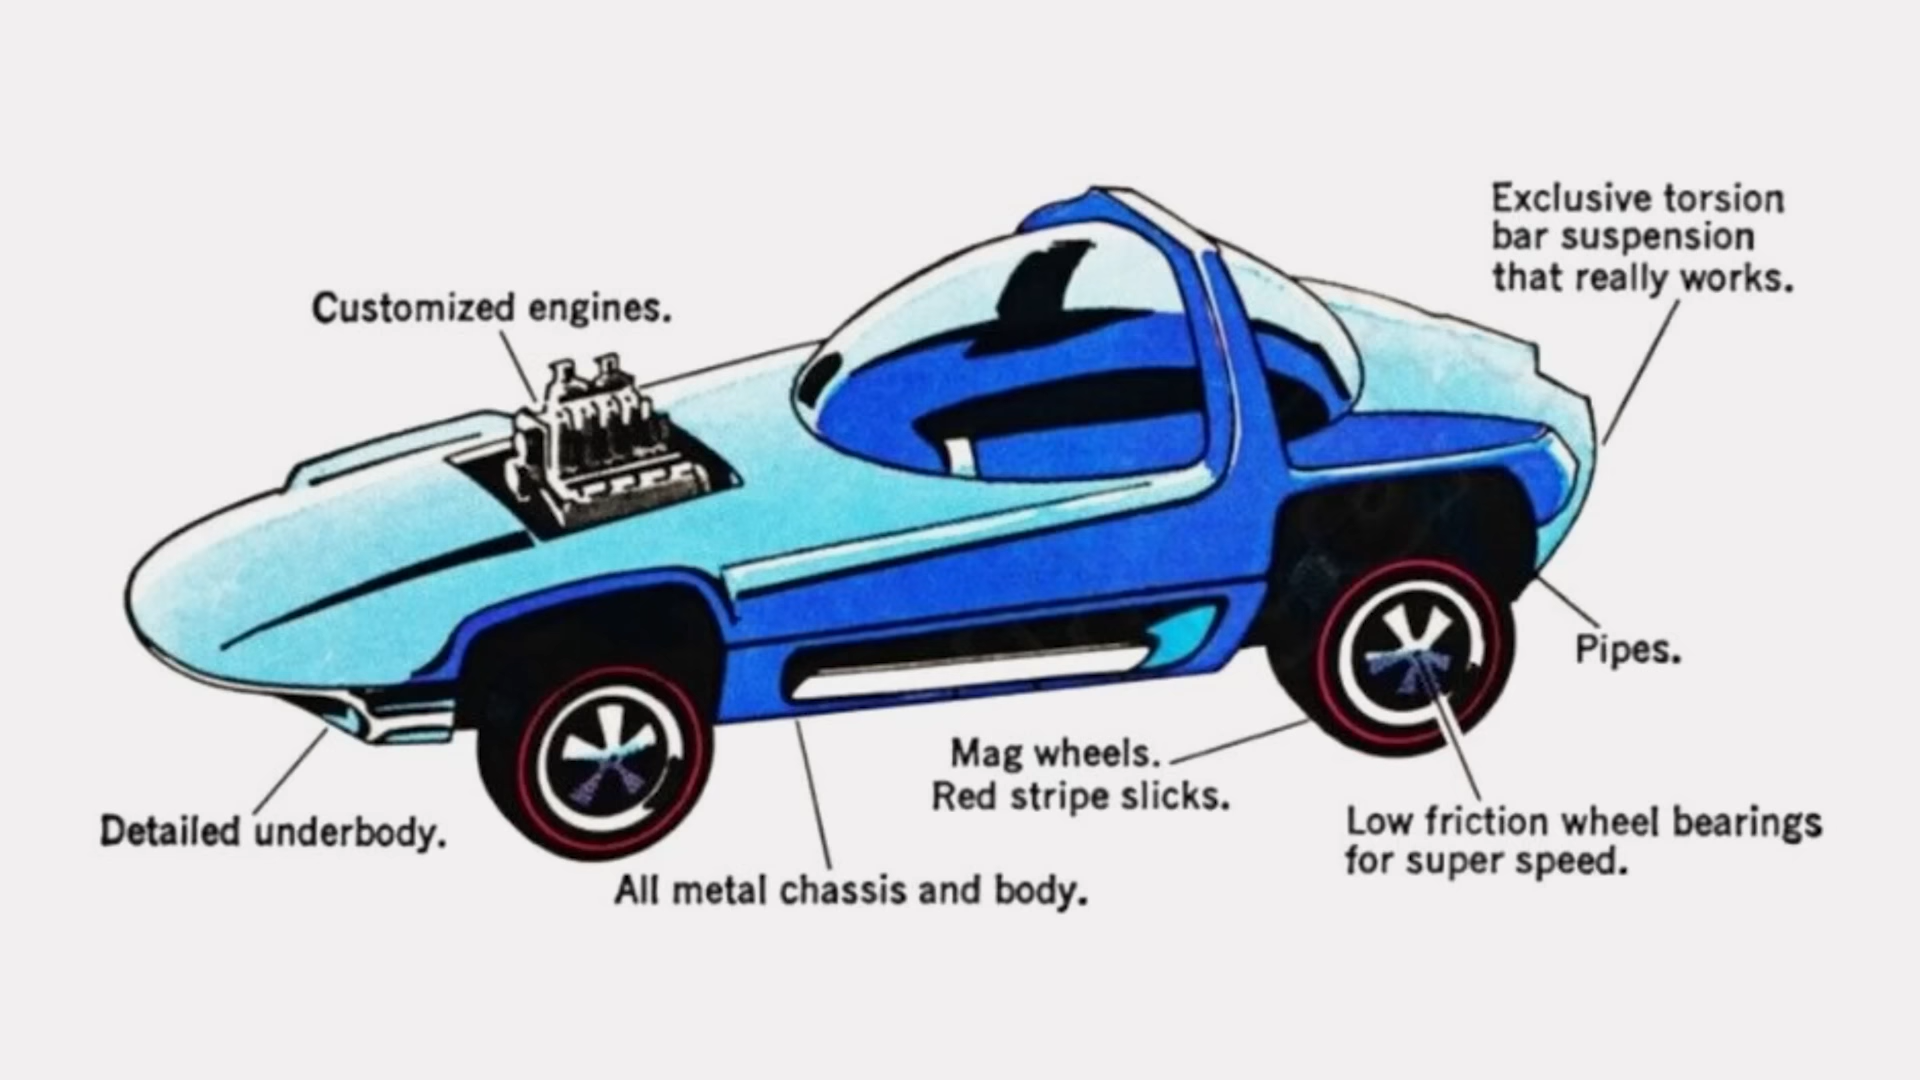 Exclusive torsion
bar suspension
that really works.
Customized engines.
Pipes.
Mag wheels.
Red stripe slicks.
Low friction wheel bearings
for super speed.
Detailed underbody.
All metal chassis and body.